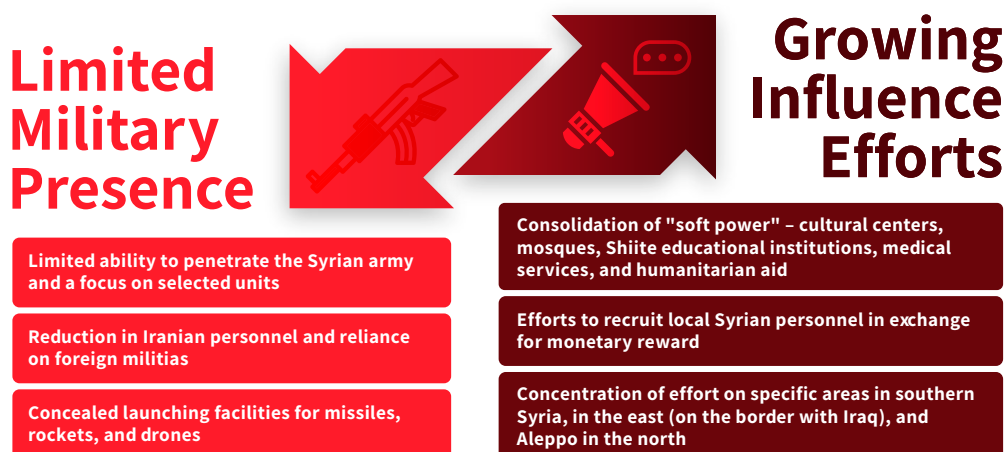 Limited
Military
Presence
Limited ability to penetrate the Syrian army
and a focus on selected units
Reduction in Iranian personnel and reliance
on foreign militias
Concealed launching facilities for missiles,
rockets, and drones
Growing
Influence
Efforts
Consolidation of "soft power" – cultural centers,
mosques, Shiite educational institutions, medical
services, and humanitarian aid
Efforts to recruit local Syrian personnel in exchange
for monetary reward
Concentration of effort on specific areas in southern
Syria, in the east (on the border with Iraq), and
Aleppo in the north